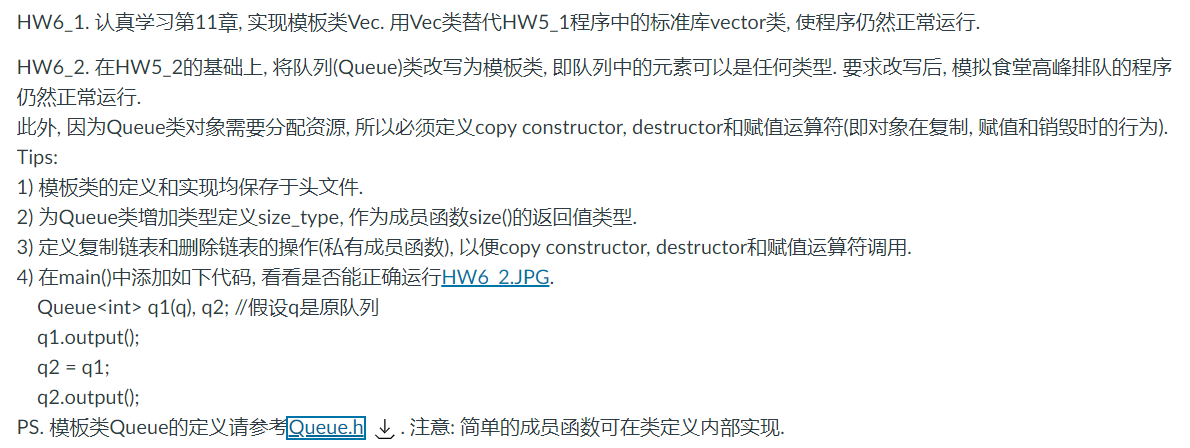 HW6_1. 认真学习第11章, 实现模板类Vec. 用Vec类替代HW5_1程序中的标准库vector类, 使程序仍然正常运行.
HW6_2. 在HW5_2的基础上, 将队列(Queue)类改写为模板类, 即队列中的元素可以是任何类型. 要求改写后, 模拟食堂高峰排队的程序
仍然正常运行.
此外, 因为Queue类对象需要分配资源, 所以必须定义copy constructor, destructor和赋值运算符(即对象在复制, 赋值和销毁时的行为).
Tips:
1) 模板类的定义和实现均保存于头文件.
2) 为Queue类增加类型定义size_type, 作为成员函数size()的返回值类型.
3) 定义复制链表和删除链表的操作(私有成员函数), 以便copy constructor, destructor和赋值运算符调用.
4) 在main()中添加如下代码, 看看是否能正确运行HW6_2.JPG.
Queue<int> q1(q), q2; //假设q是原队列
q1.output();
q2 = q1;
q2.output();
PS. 模板类Queue的定义请参考Queue.h . 注意: 简单的成员函数可在类定义内部实现.